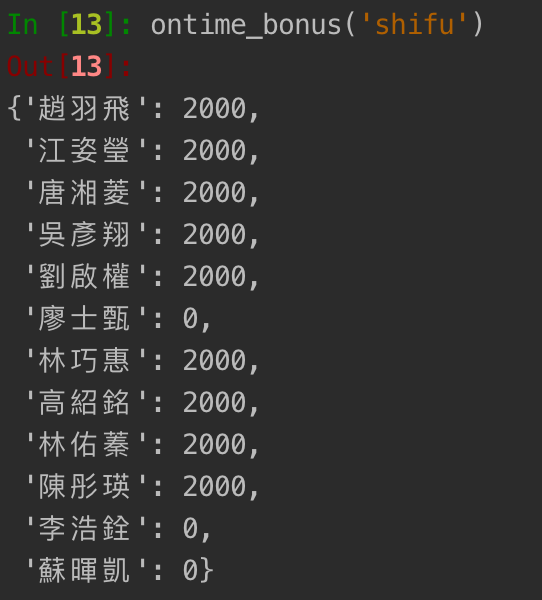 In [13]: ontime_bonus('shifu')
Out[13]:
{'趙羽飛': 2000,
'江姿瑩': 2000,
'唐湘菱': 2000,
'吳彥翔': 2000,
'劉啟權': 2000,
'廖士甄': 0,
'林巧惠': 2000,
'高紹銘': 2000,
'林佑蓁': 2000,
'陳彤瑛': 2000,
'李浩銓': 0,
'蘇暉凱': 0}